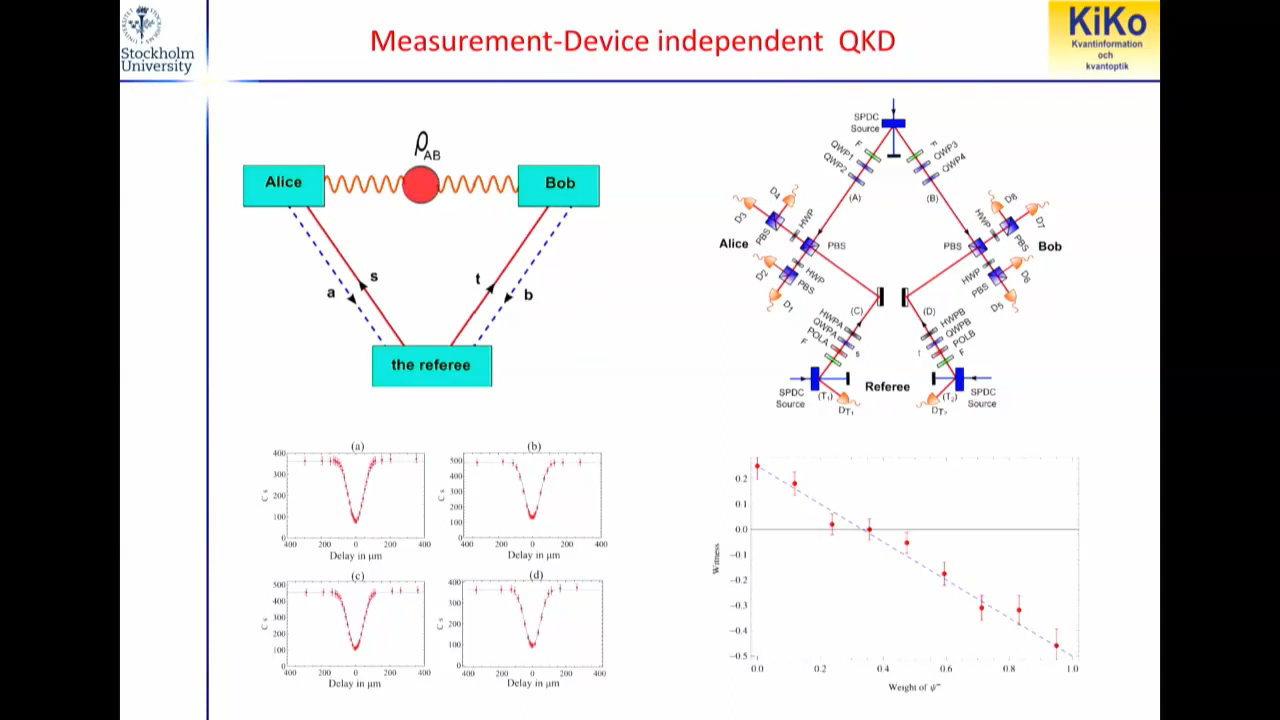 Stockholm
University
Measurement-Device independent QKD
KiKo
Kvantinformation
och
kvantoptik
ρAB
Alice
Bob
s
t
a
b
the referee
SPDC
Source
F
F
QWP1
QWP2
QWP3
QWP4
(A)
(B)
D4
D3
HWP
PBS
PBS
Alice
D2
HWP
PBS
D1
D8
D7
HWP
PBS
PBS
Bob
HWP
D6
PBS
D5
(C)
(D)
HWPA
QWPA
POLA
F
s
HWPB
QWPB
POLB
F
t
Referee
SPDC
Source
(T1)
DT1
(T2)
DT2
SPDC
Source
(a)
400
300
200
100
0
C s
400 200 0 200 400
Delay in μm
(b)
500
400
300
200
100
0
C s
400 200 0 200 400
Delay in μm
(c)
500
400
300
200
100
0
C s
400 200 0 200 400
Delay in μm
(d)
400
300
200
100
0
C s
400 200 0 200 400
Delay in μm
0.2
0.1
0.0
−0.1
−0.2
−0.3
−0.4
−0.5
Witness
0.0 0.2 0.4 0.6 0.8 1.0
Weight of ψ−